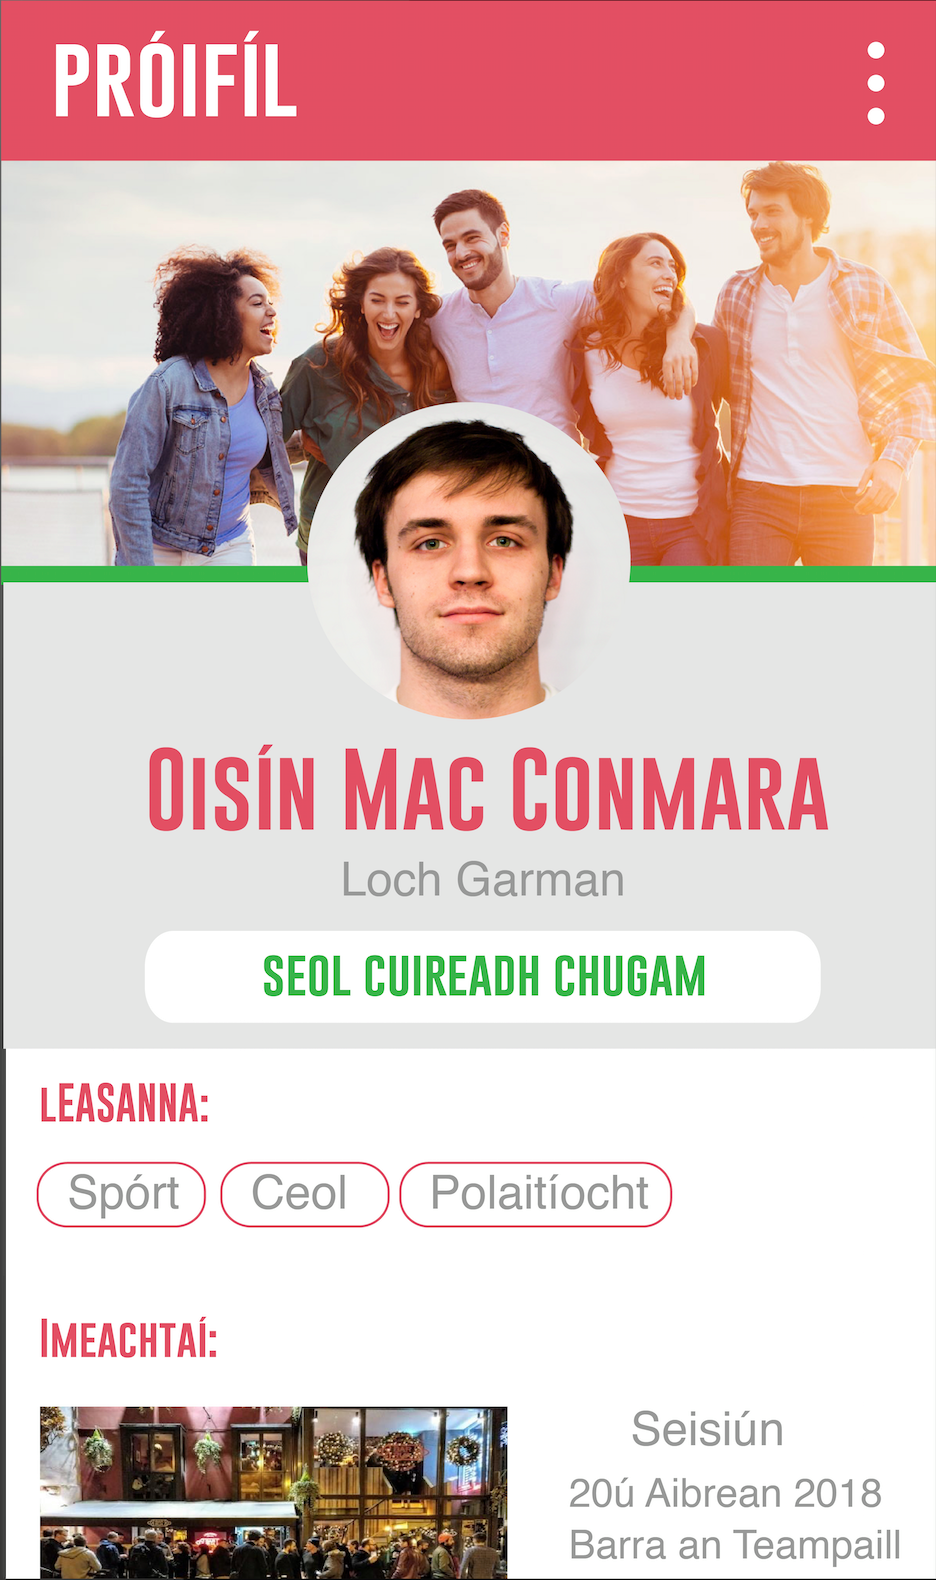 PRÓIFÍL
Oisín Mac Conmara
Loch Garman
SEOL CUIREADH CHUGAM
LEASANNA:
Spórt Ceol Polaitíocht
Imeachtaí:
Seisiún
20ú Aibrean 2018
Barra an Teampaill